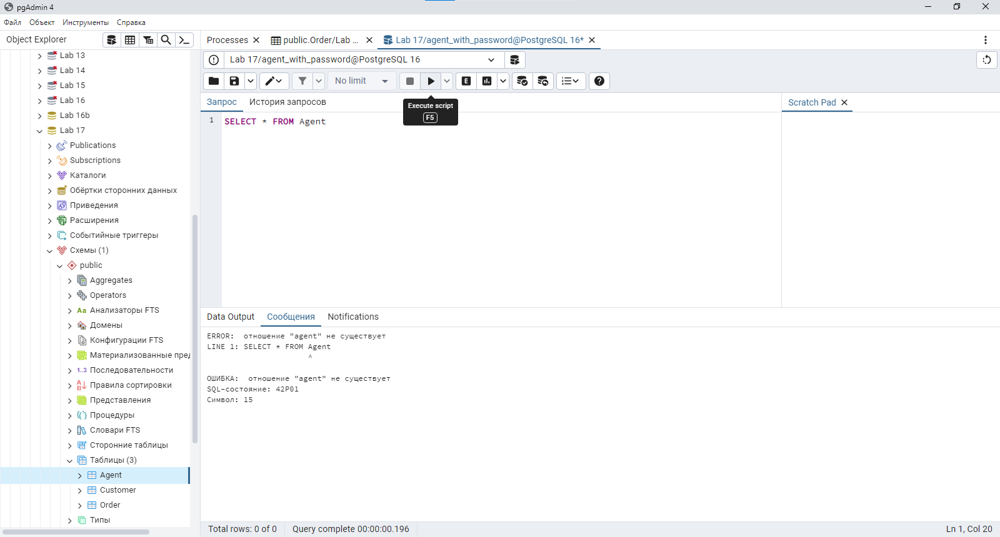 pgAdmin 4
Файл Объект Инструменты Справка
Object Explorer
Processes
public.Order/Lab ...
Lab 17/agent_with_password@PostgreSQL 16*
Lab 13
Lab 14
Lab 15
Lab 16
Lab 16b
Lab 17
Publications
Subscriptions
Каталоги
Обёртки сторонних данных
Приведения
Расширения
Событийные триггеры
Схемы (1)
public
Aggregates
Operators
Aa Анализаторы FTS
Домены
Конфигурации FTS
Материализованные пред
1..3 Последовательности
Правила сортировки
Представления
Процедуры
Словари FTS
Сторонние таблицы
Таблицы (3)
Agent
Customer
Order
Типы
Lab 17/agent_with_password@PostgreSQL 16
No limit
E
Execute script
F5
Запрос История запросов
Scratch Pad
1 SELECT * FROM Agent
Data Output Сообщения Notifications
ERROR:  отношение "agent" не существует
LINE 1: SELECT * FROM Agent
^
ОШИБКА:  отношение "agent" не существует
SQL-состояние: 42P01
Символ: 15
Total rows: 0 of 0 Query complete 00:00:00.196 Ln 1, Col 20